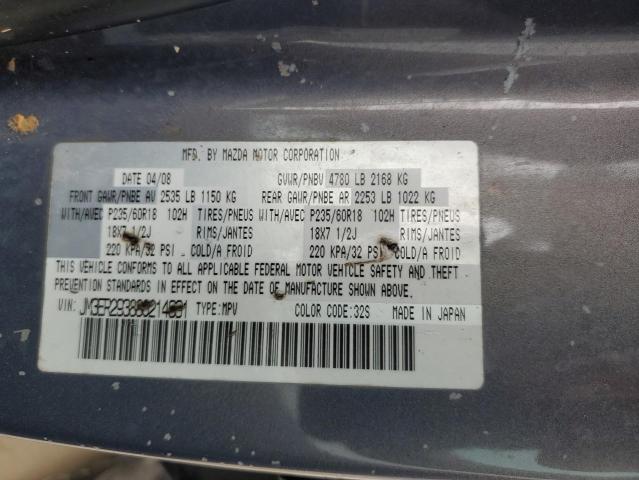 MFD. BY MAZDA MOTOR CORPORATION
DATE 04/08 GVWR/PNBV 4780 LB 2168 KG
FRONT GAWR/PNBE AV 2535 LB 1150 KG REAR GAWR/PNBE AR 2253 LB 1022 KG
WITH/AVEC P235/60R18 102H TIRES/PNEUS WITH/AVEC P235/60R18 102H TIRES/PNEUS
18X7 1/2J RIMS/JANTES 18X7 1/2J RIMS/JANTES
220 KPA/32 PSI COLD/A FROID 220 KPA/32 PSI COLD/A FROID
THIS VEHICLE CONFORMS TO ALL APPLICABLE FEDERAL MOTOR VEHICLE SAFETY AND THEFT
PREVENTION STANDARDS IN EFFECT ON THE DATE OF MANUFACTURE SHOWN ABOVE.
VIN: TYPE:MPV COLOR CODE:32S MADE IN JAPAN